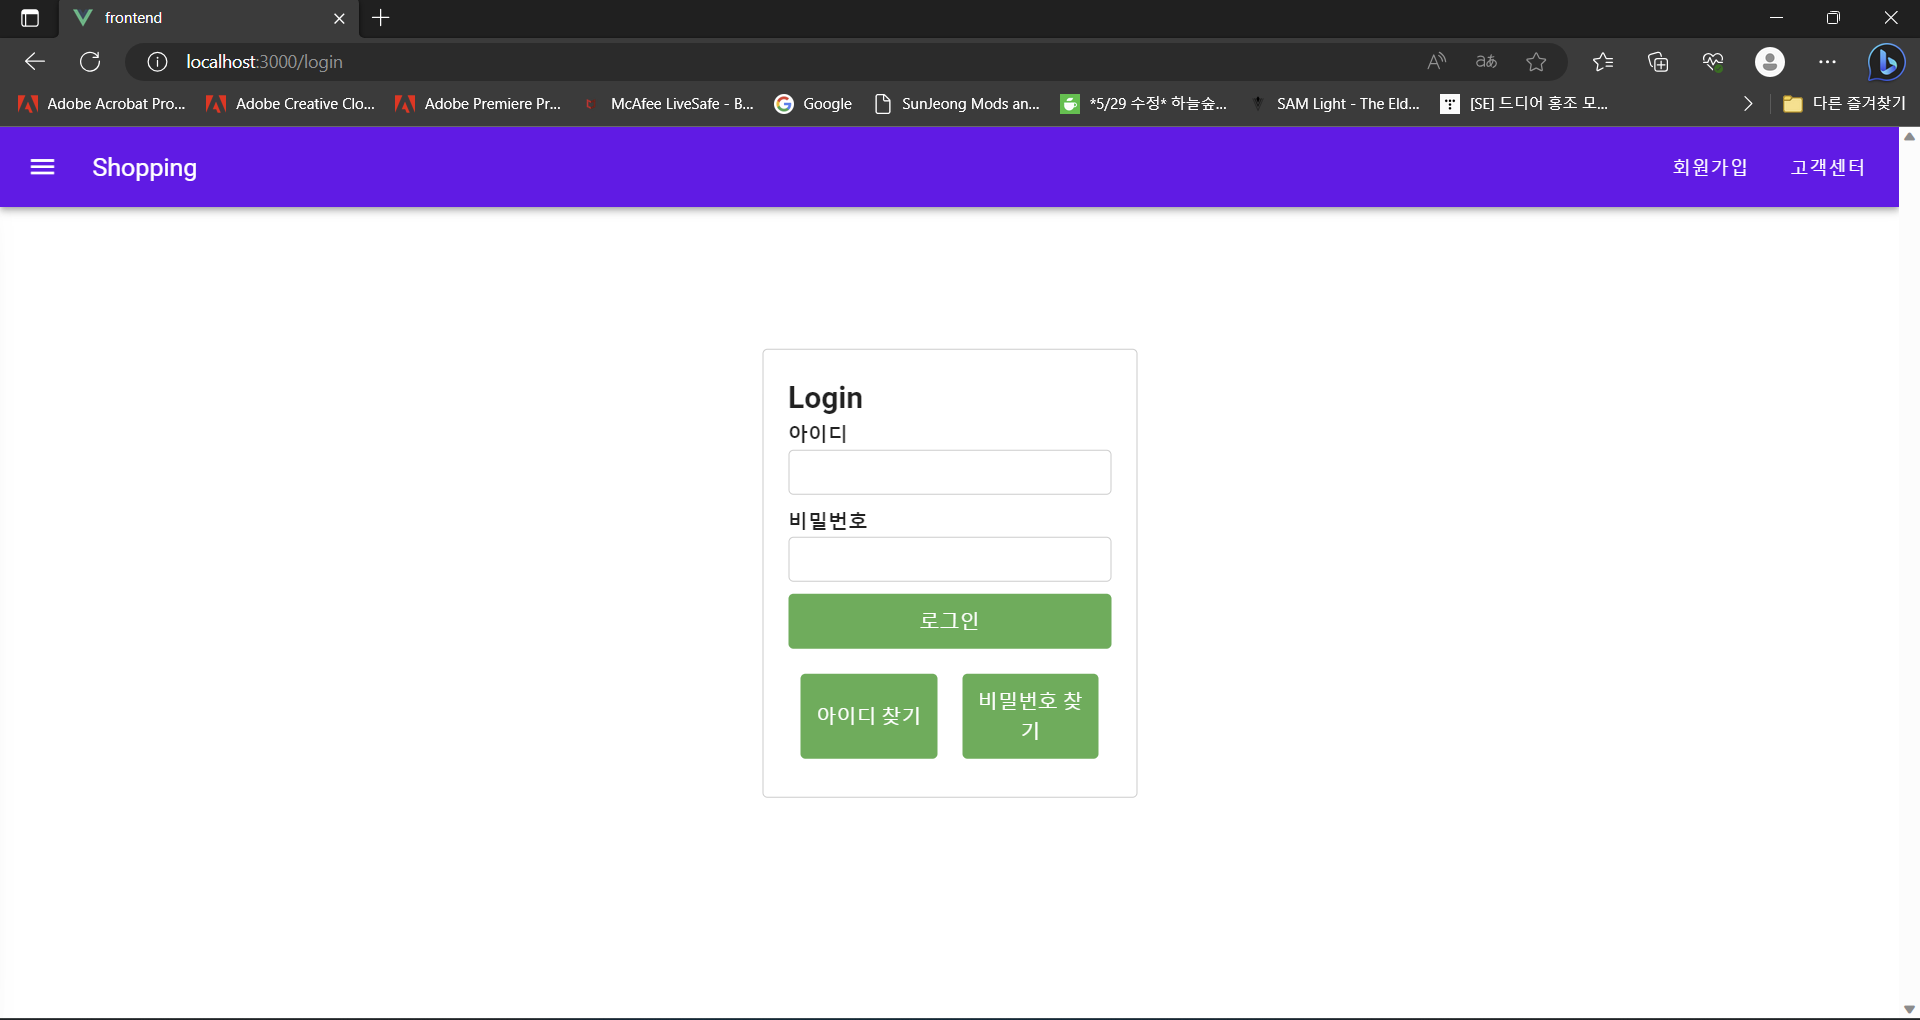 frontend
localhost:3000/login
Adobe Acrobat Pro...
Adobe Creative Clo...
Adobe Premiere Pr...
McAfee LiveSafe - B...
Google
SunJeong Mods an...
*5/29 수정* 하늘숲...
SAM Light - The Eld...
[SE] 드디어 홍조 모...
다른 즐겨찾기
Shopping
회원가입
고객센터
Login
아이디
비밀번호
로그인
아이디 찾기
비밀번호 찾
기